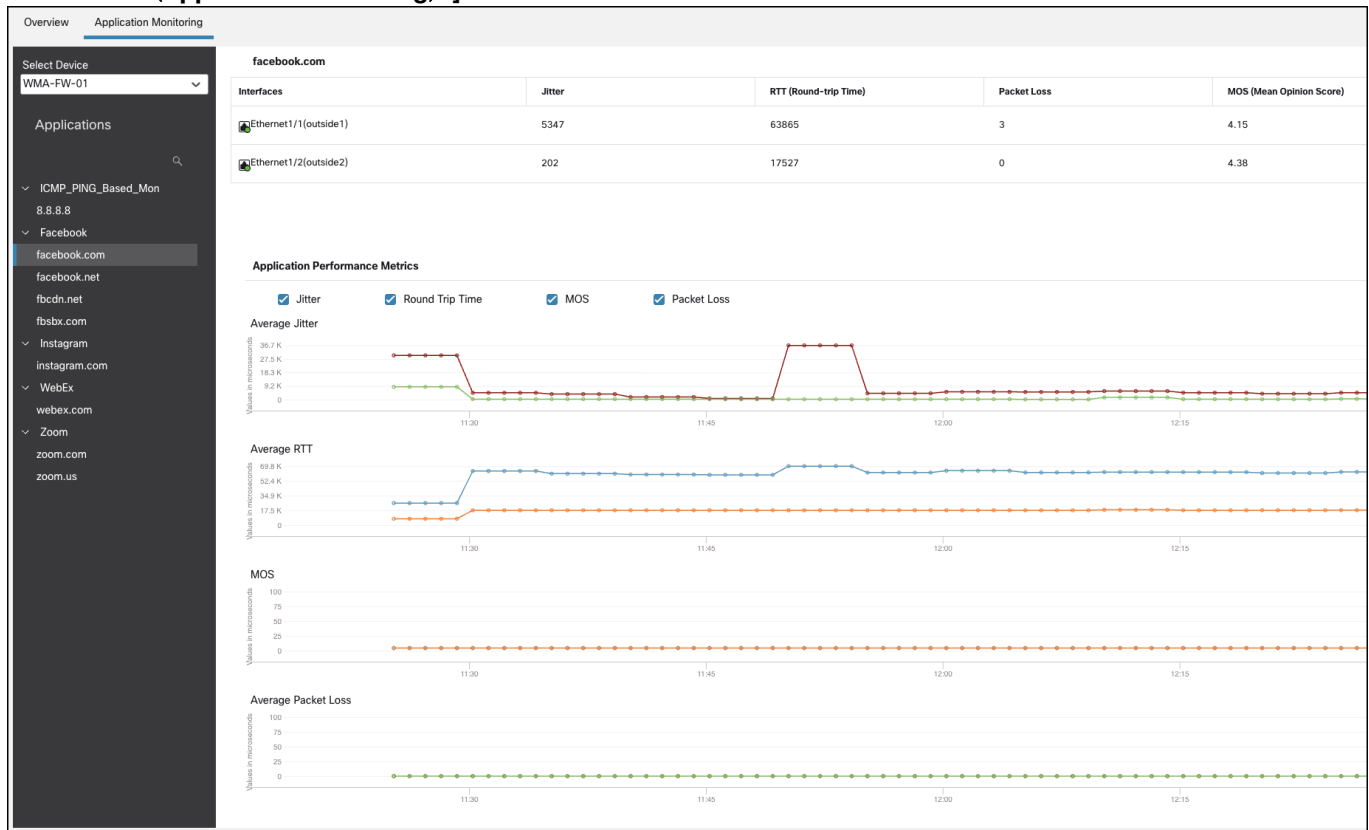 Overview Application Monitoring
Select Device
WMA-FW-01
Applications
ICMP_PING_Based_Mon
8.8.8.8
Facebook
facebook.com
facebook.net
fbcdn.net
fbsbx.com
Instagram
instagram.com
WebEx
webex.com
Zoom
zoom.com
zoom.us
facebook.com
Interfaces Jitter RTT (Round-trip Time) Packet Loss MOS (Mean Opinion Score)
Ethernet1/1(outside1) 5347 63865 3 4.15
Ethernet1/2(outside2) 202 17527 0 4.38
Application Performance Metrics
Jitter Round Trip Time MOS Packet Loss
Average Jitter
Values in microseconds
36.7 K
27.5 K
18.3 K
9.2 K
0
11:30 11:45 12:00 12:15
Average RTT
Values in microseconds
69.8 K
52.4 K
34.9 K
17.5 K
0
11:30 11:45 12:00 12:15
MOS
Values in microseconds
100
75
50
25
0
11:30 11:45 12:00 12:15
Average Packet Loss
Values in microseconds
100
75
50
25
0
11:30 11:45 12:00 12:15